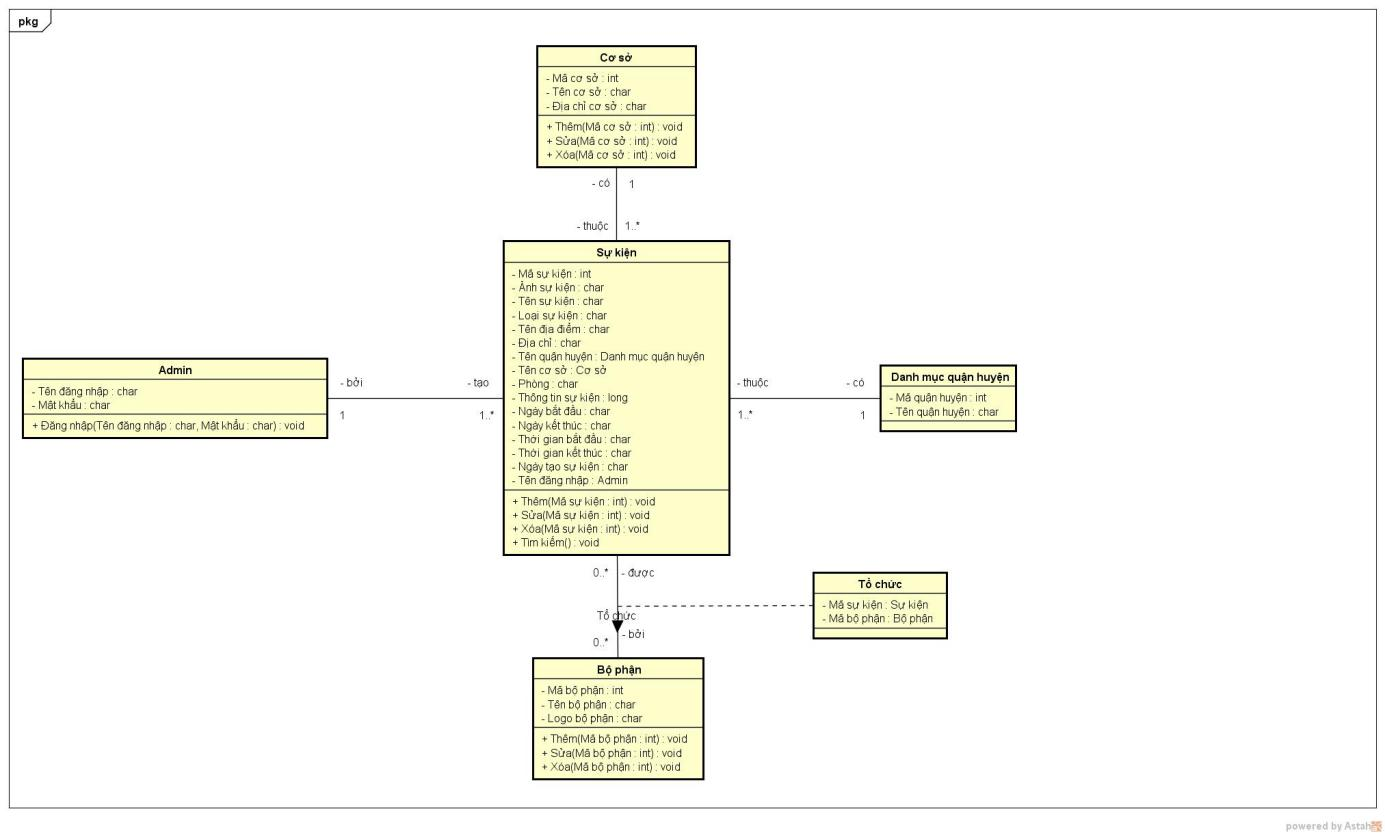 pkg
Cơ sở
- Mã cơ sở : int
- Tên cơ sở : char
- Địa chỉ cơ sở : char
+ Thêm(Mã cơ sở : int) : void
+ Sửa(Mã cơ sở : int) : void
+ Xóa(Mã cơ sở : int) : void
- có 1
- thuộc 1..*
Sự kiện
- Mã sự kiện : int
- Ảnh sự kiện : char
- Tên sự kiên : char
- Loại sự kiện : char
- Tên địa điểm : char
- Địa chỉ : char
- Tên quận huyện : Danh mục quận huyện
- Tên cơ sở : Cơ sở
- Phòng : char
- Thông tin sự kiện : long
- Ngày bắt đầu : char
- Ngày kết thúc : char
- Thời gian bắt đầu : char
- Thời gian kết thúc : char
- Ngày tạo sự kiện : char
- Tên đăng nhập : Admin
+ Thêm(Mã sự kiện : int) : void
+ Sửa(Mã sự kiện : int) : void
+ Xóa(Mã sự kiện : int) : void
+ Tìm kiếm() : void
Admin
- Tên đăng nhập : char
- Mật khẩu : char
+ Đăng nhập(Tên đăng nhập : char, Mật khẩu : char) : void
- bởi - tạo
1 1..*
- thuộc - có
1..* 1
Danh mục quận huyện
- Mã quận huyện : int
- Tên quận huyện : char
0..* - được
Tổ chức
- bởi
0..*
Tổ chức
- Mã sự kiện : Sự kiện
- Mã bộ phận : Bộ phận
Bộ phận
- Mã bộ phận : int
- Tên bộ phận : char
- Logo bộ phận : char
+ Thêm(Mã bộ phận : int) : void
+ Sửa(Mã bộ phận : int) : void
+ Xóa(Mã bộ phận : int) : void
powered by Astah